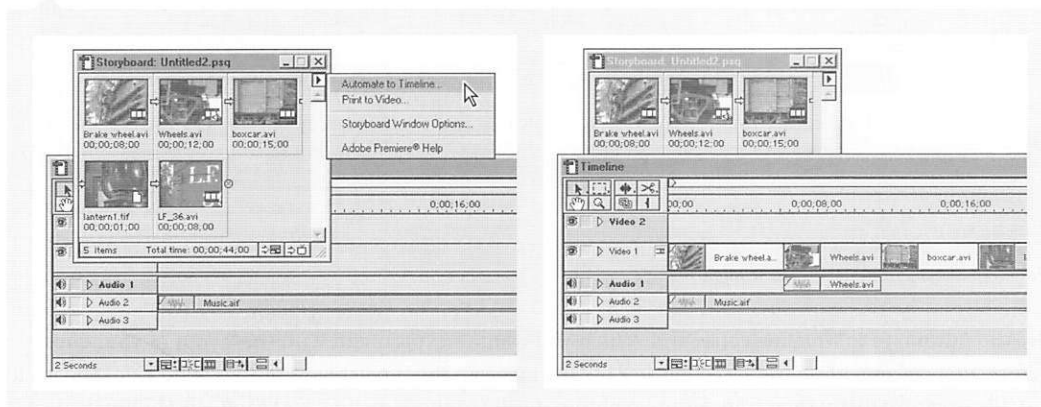 Storyboard: Untitled2.psq
Brake wheel.avi Wheels.avi boxcar.avi
00;00;08;00 00;00;12;00 00;00;15;00
lantern1.tif LF_36.avi
00;00;01;00 00;00;08;00
5 items Total time: 00;00;44;00
Automate to Timeline...
Print to Video...
Storyboard Window Options...
Adobe Premiere® Help
0;00;16;00
Audio 1
Audio 2 Music.aif
Audio 3
2 Seconds
Storyboard: Untitled2.psq
Brake wheel.avi Wheels.avi boxcar.avi
00;00;08;00 00;00;12;00 00;00;15;00
Timeline
00;00 0;00;08;00 0;00;16;00
Video 2
Video 1 Brake wheel.a... Wheels.avi boxcar.avi
Audio 1 Wheels.avi
Audio 2 Music.aif
Audio 3
2 Seconds